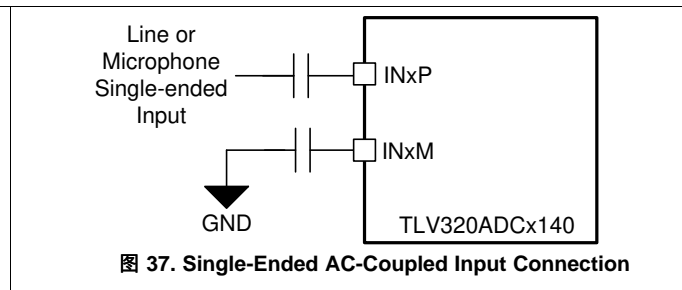 Line or
Microphone
Single-ended
Input
INxP
INxM
GND
TLV320ADCx140
图 37. Single-Ended AC-Coupled Input Connection